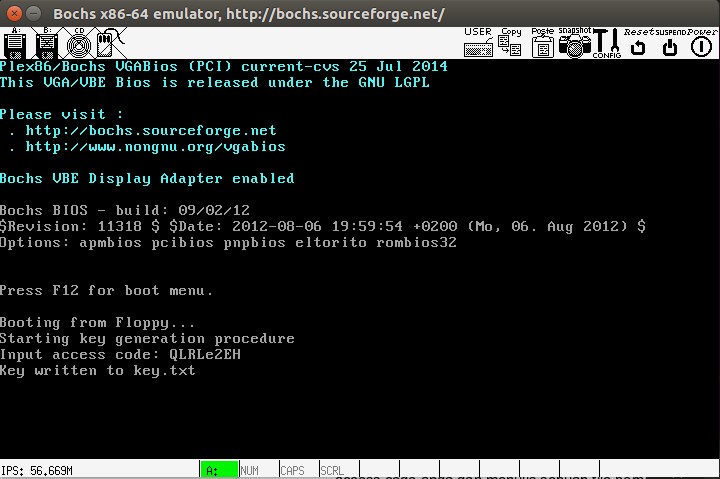 Bochs x86-64 emulator, http://bochs.sourceforge.net/
A: B: CD USER Copy Paste snapshot CONFIG Reset SUSPEND Power
Plex86/Bochs VGABios (PCI) current-cvs 25 Jul 2014
This VGA/VBE Bios is released under the GNU LGPL
Please visit :
. http://bochs.sourceforge.net
. http://www.nongnu.org/vgabios
Bochs VBE Display Adapter enabled
Bochs BIOS - build: 09/02/12
$Revision: 11318 $ $Date: 2012-08-06 19:59:54 +0200 (Mo, 06. Aug 2012) $
Options: apmbios pcibios pnpbios eltorito rombios32
Press F12 for boot menu.
Booting from Floppy...
Starting key generation procedure
Input access code: QLRLe2EH
Key written to key.txt
IPS: 56,669M A: NUM CAPS SCRL